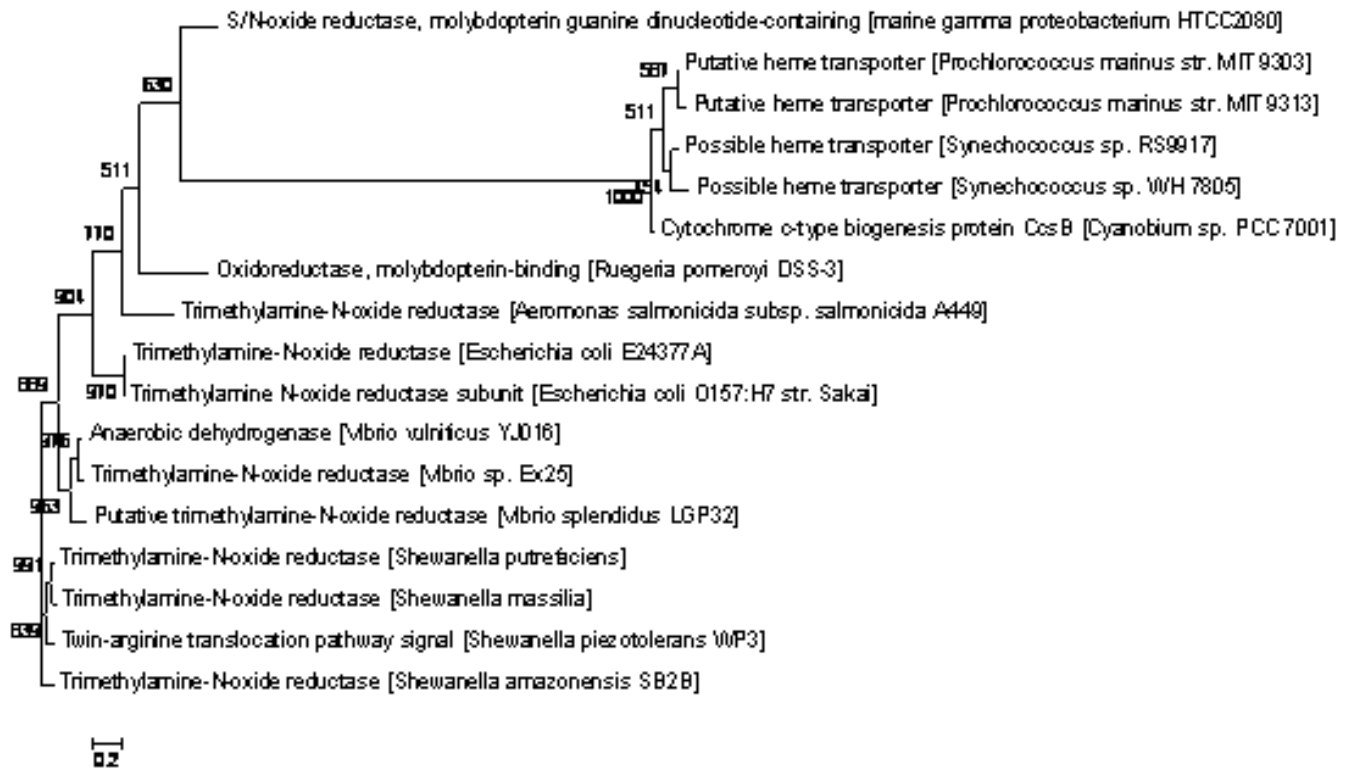 S/N-oxide reductase, molybdopterin guanine dinucleotide-containing [marine gamma proteobacterium HTCC2080]
Putative heme transporter [Prochlorococcus marinus str. MIT 9303]
Putative heme transporter [Prochlorococcus marinus str. MIT 9313]
630
511
Possible heme transporter [Synechococcus sp. RS9917]
511
Possible heme transporter [Synechococcus sp. WH 7805]
1000
Cytochrome c-type biogenesis protein CcsB [Cyanobium sp. PCC 7001]
770
Oxidoreductase, molybdopterin-binding [Ruegeria pomeroyi DSS-3]
Trimethylamine-N-oxide reductase [Aeromonas salmonicida subsp. salmonicida A449]
Trimethylamine-N-oxide reductase [Escherichia coli E24377A]
970
Trimethylamine N-oxide reductase subunit [Escherichia coli O157:H7 str. Sakai]
Anaerobic dehydrogenase [Vibrio vulnificus YJ016]
Trimethylamine-N-oxide reductase [Vibrio sp. Ex25]
Putative trimethylamine-N-oxide reductase [Vibrio splendidus LGP32]
991
Trimethylamine-N-oxide reductase [Shewanella putrefaciens]
Trimethylamine-N-oxide reductase [Shewanella massilia]
Twin-arginine translocation pathway signal [Shewanella piezotolerans WP3]
Trimethylamine-N-oxide reductase [Shewanella amazonensis SB2B]
0.2